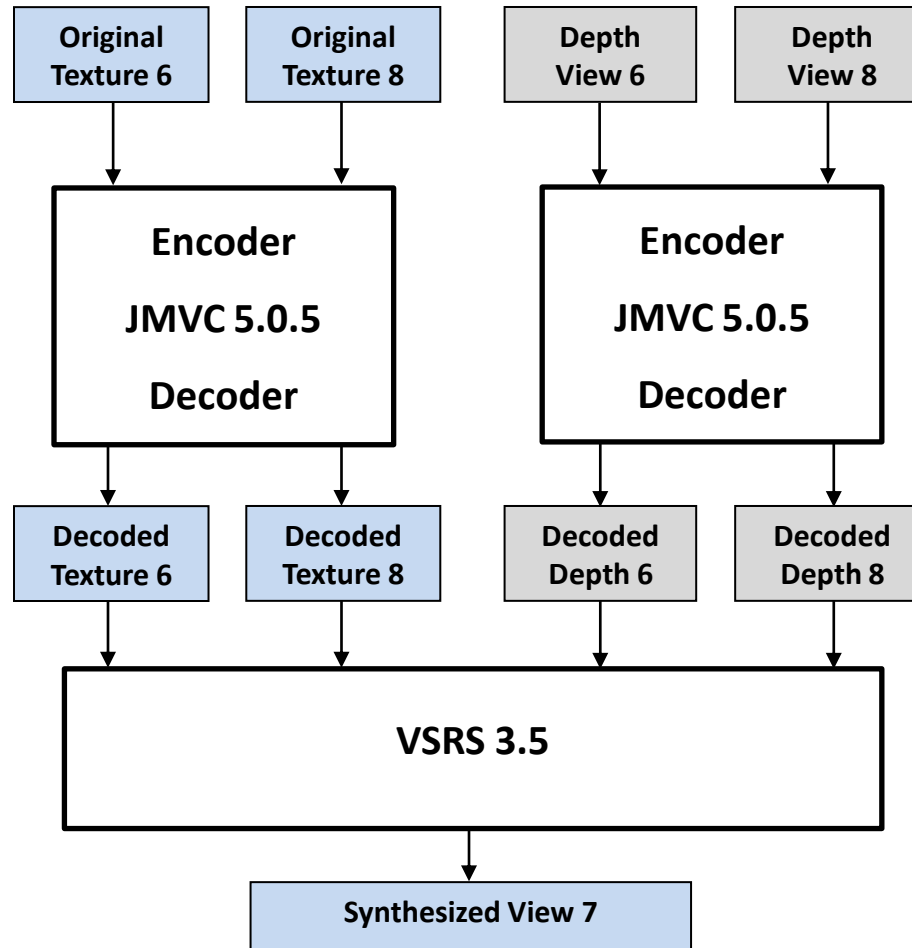 Original
Texture 6
Original
Texture 8
Depth
View 6
Depth
View 8
Encoder
JMVC 5.0.5
Decoder
Encoder
JMVC 5.0.5
Decoder
Decoded
Texture 6
Decoded
Texture 8
Decoded
Depth 6
Decoded
Depth 8
VSRS 3.5
Synthesized View 7